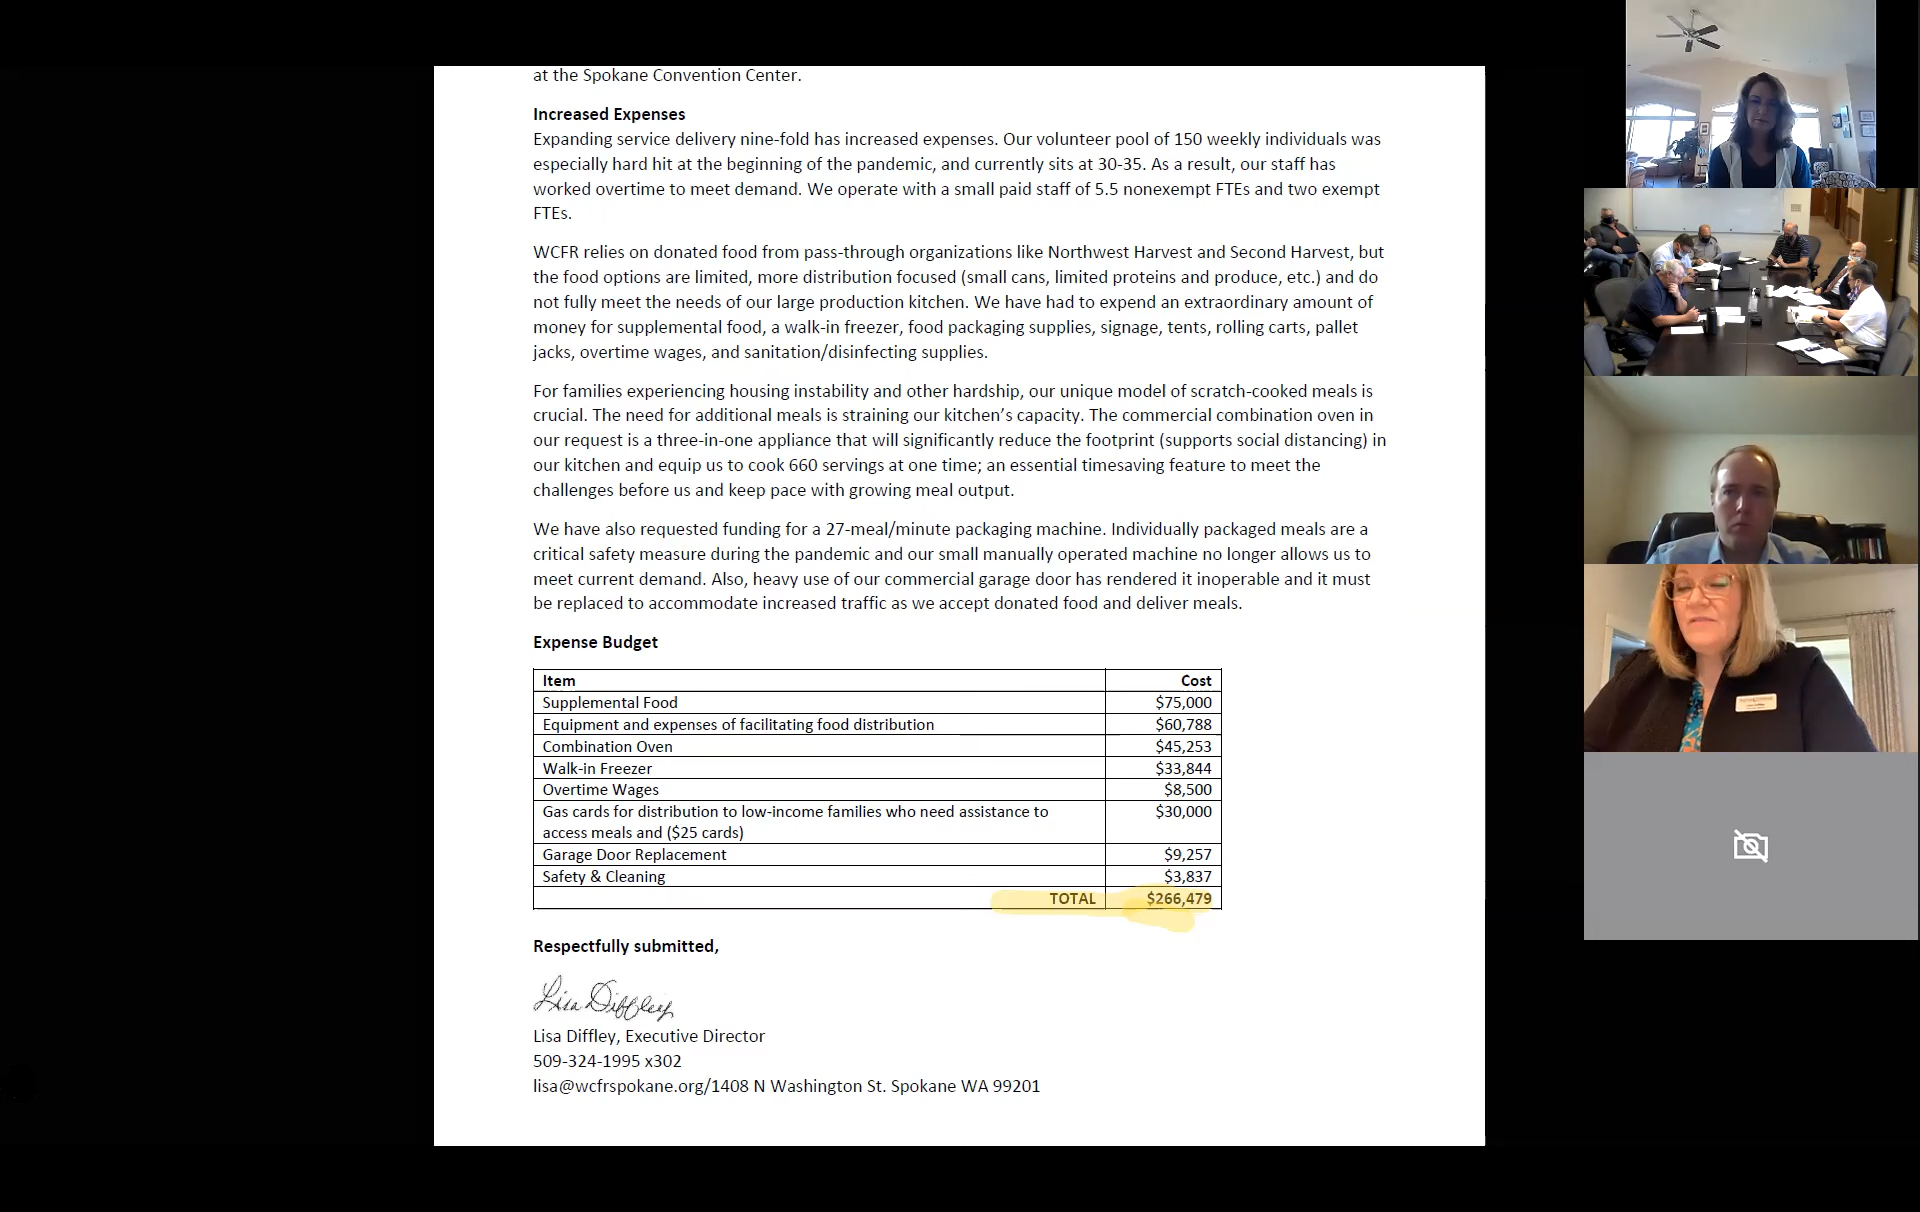 at the Spokane Convention Center.
Increased Expenses
Expanding service delivery nine-fold has increased expenses. Our volunteer pool of 150 weekly individuals was
especially hard hit at the beginning of the pandemic, and currently sits at 30-35. As a result, our staff has
worked overtime to meet demand. We operate with a small paid staff of 5.5 nonexempt FTEs and two exempt
FTEs.
WCFR relies on donated food from pass-through organizations like Northwest Harvest and Second Harvest, but
the food options are limited, more distribution focused (small cans, limited proteins and produce, etc.) and do
not fully meet the needs of our large production kitchen. We have had to expend an extraordinary amount of
money for supplemental food, a walk-in freezer, food packaging supplies, signage, tents, rolling carts, pallet
jacks, overtime wages, and sanitation/disinfecting supplies.
For families experiencing housing instability and other hardship, our unique model of scratch-cooked meals is
crucial. The need for additional meals is straining our kitchen's capacity. The commercial combination oven in
our request is a three-in-one appliance that will significantly reduce the footprint (supports social distancing) in
our kitchen and equip us to cook 660 servings at one time; an essential timesaving feature to meet the
challenges before us and keep pace with growing meal output.
We have also requested funding for a 27-meal/minute packaging machine. Individually packaged meals are a
critical safety measure during the pandemic and our small manually operated machine no longer allows us to
meet current demand. Also, heavy use of our commercial garage door has rendered it inoperable and it must
be replaced to accommodate increased traffic as we accept donated food and deliver meals.
Expense Budget
Item Cost
Supplemental Food $75,000
Equipment and expenses of facilitating food distribution $60,788
Combination Oven $45,253
Walk-in Freezer $33,844
Overtime Wages $8,500
Gas cards for distribution to low-income families who need assistance to $30,000
access meals and ($25 cards)
Garage Door Replacement $9,257
Safety & Cleaning $3,837
TOTAL $266,479
Respectfully submitted,
Lisa Diffley
Lisa Diffley, Executive Director
509-324-1995 x302
lisa@wcfrspokane.org/1408 N Washington St. Spokane WA 99201